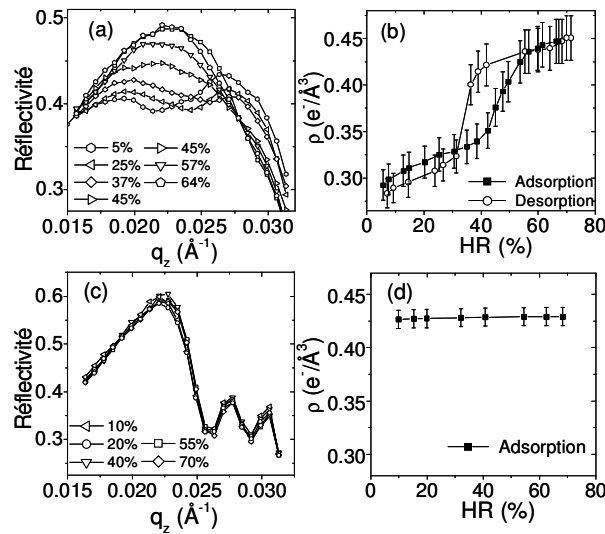 (a)
Réflectivité
0.5
0.4
0.3
5%
25%
37%
45%
45%
57%
64%
0.015 0.020 0.025 0.030
q_z (Å⁻¹)
(b)
ρ (e⁻/Å³)
0.45
0.40
0.35
0.30
Adsorption
Desorption
0 20 40 60 80
HR (%)
(c)
Réflectivité
0.6
0.5
0.4
0.3
10%
20%
40%
55%
70%
0.015 0.020 0.025 0.030
q_z (Å⁻¹)
(d)
ρ (e⁻/Å³)
0.45
0.40
0.35
0.30
Adsorption
0 20 40 60 80
HR (%)